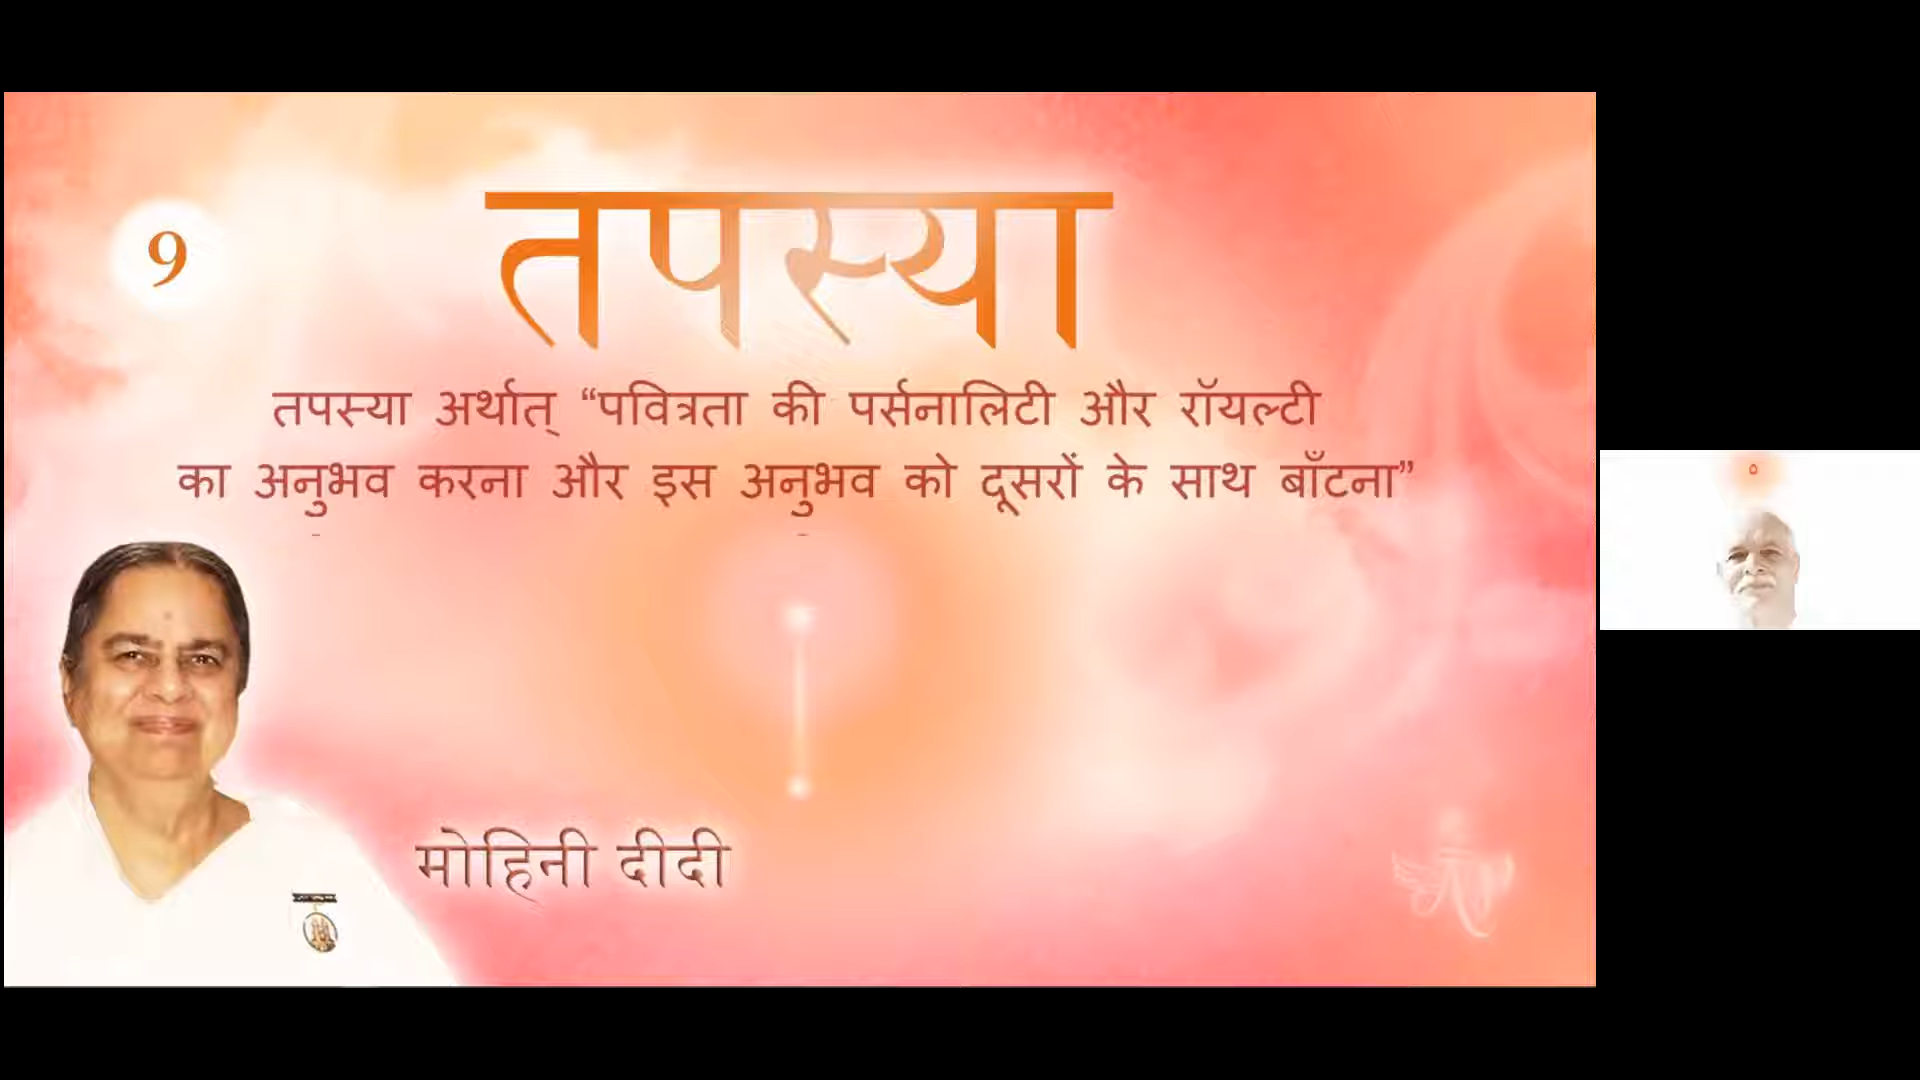 9
तपस्या
तपस्या अर्थात् “पवित्रता की पर्सनालिटी और रॉयल्टी
का अनुभव करना और इस अनुभव को दूसरों के साथ बाँटना”
मोहिनी दीदी